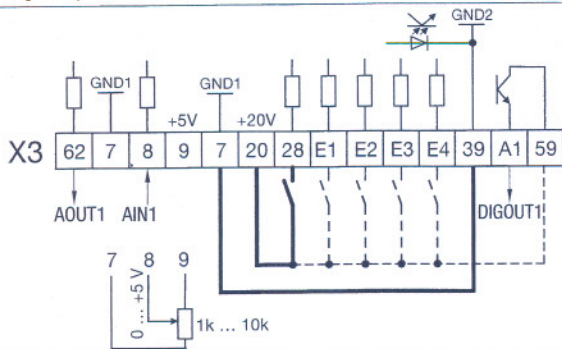 GND2
GND1
GND1
+5V
+20V
X3 62 7 8 9 7 20 28 E1 E2 E3 E4 39 A1 59
AOUT1 AIN1 DIGOUT1
7 8 9
0 ... +5 V
1k ... 10k